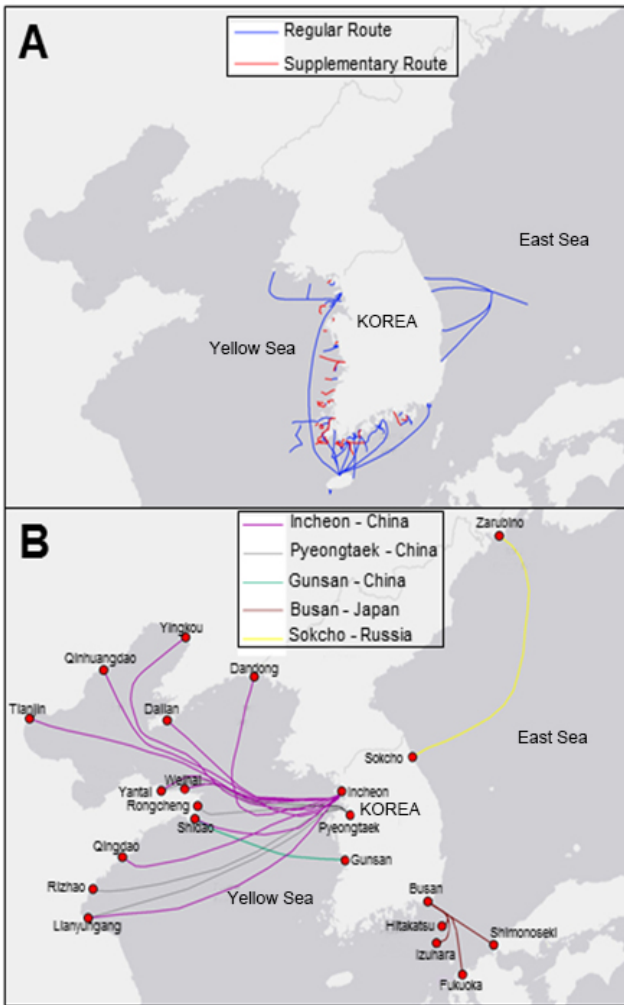 A
Regular Route
Supplementary Route
East Sea
KOREA
Yellow Sea
B
Incheon - China
Pyeongtaek - China
Gunsan - China
Busan - Japan
Sokcho - Russia
Zarubino
Yingkou
Qinhuangdao
Dandong
Tianjin
Dalian
East Sea
Sokcho
Weihai
Yantai
Incheon
Rongcheng
KOREA
Shidao
Pyeongtaek
Qingdao
Gunsan
Rizhao
Busan
Yellow Sea
Lianyungang
Hitakatsu
Shimonoseki
Izuhara
Fukuoka